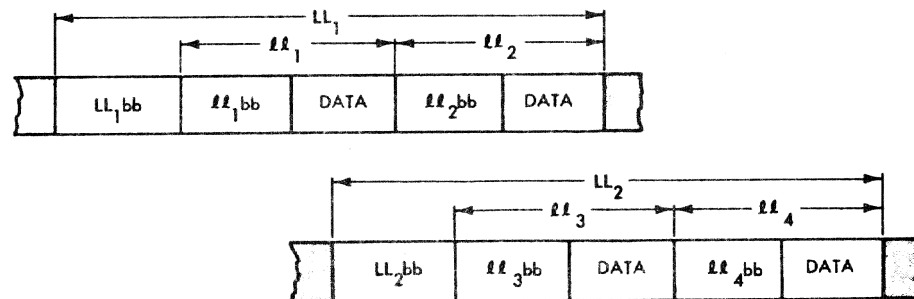 LL₁
ℓℓ₁ ℓℓ₂
LL₁bb ℓℓ₁bb DATA ℓℓ₂bb DATA
LL₂
ℓℓ₃ ℓℓ₄
LL₂bb ℓℓ₃bb DATA ℓℓ₄bb DATA